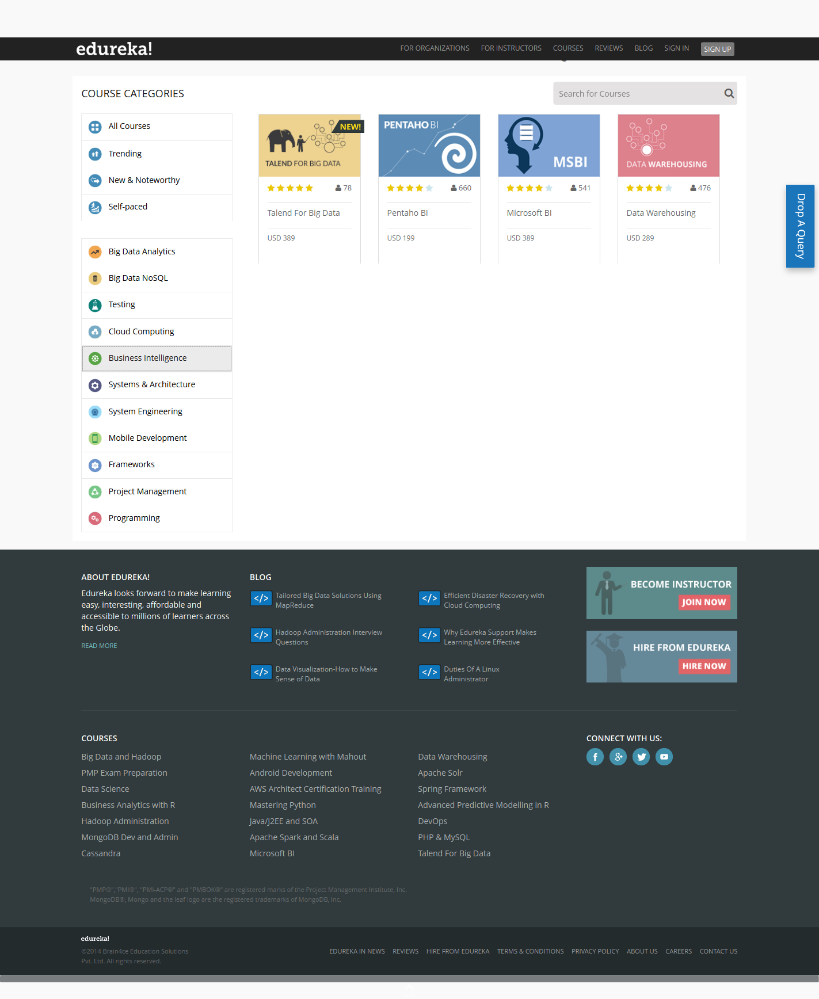 edureka!
FOR ORGANIZATIONS FOR INSTRUCTORS COURSES REVIEWS BLOG SIGN IN SIGN UP
COURSE CATEGORIES
Search for Courses
All Courses
Trending
New & Noteworthy
Self-paced
Big Data Analytics
Big Data NoSQL
Testing
Cloud Computing
Business Intelligence
Systems & Architecture
System Engineering
Mobile Development
Frameworks
Project Management
Programming
NEW!
TALEND FOR BIG DATA
78
Talend For Big Data
USD 389
PENTAHO BI
660
Pentaho BI
USD 199
MSBI
541
Microsoft BI
USD 389
DATA WAREHOUSING
476
Data Warehousing
USD 289
Drop A Query
ABOUT EDUREKA!
Edureka looks forward to make learning
easy, interesting, affordable and
accessible to millions of learners across
the Globe.
READ MORE
BLOG
</> Tailored Big Data Solutions Using
MapReduce
</> Efficient Disaster Recovery with
Cloud Computing
</> Hadoop Administration Interview
Questions
</> Why Edureka Support Makes
Learning More Effective
</> Data Visualization-How to Make
Sense of Data
</> Duties Of A Linux
Administrator
BECOME INSTRUCTOR
JOIN NOW
HIRE FROM EDUREKA
HIRE NOW
COURSES
Big Data and Hadoop
PMP Exam Preparation
Data Science
Business Analytics with R
Hadoop Administration
MongoDB Dev and Admin
Cassandra
Machine Learning with Mahout
Android Development
AWS Architect Certification Training
Mastering Python
Java/J2EE and SOA
Apache Spark and Scala
Microsoft BI
Data Warehousing
Apache Solr
Spring Framework
Advanced Predictive Modelling in R
DevOps
PHP & MySQL
Talend For Big Data
CONNECT WITH US:
"PMP®","PMI®", "PMI-ACP®" and "PMBOK®" are registered marks of the Project Management Institute, Inc.
MongoDB®, Mongo and the leaf logo are the registered trademarks of MongoDB, Inc.
edureka!
©2014 Brain4ce Education Solutions
Pvt. Ltd. All rights reserved.
EDUREKA IN NEWS REVIEWS HIRE FROM EDUREKA TERMS & CONDITIONS PRIVACY POLICY ABOUT US CAREERS CONTACT US